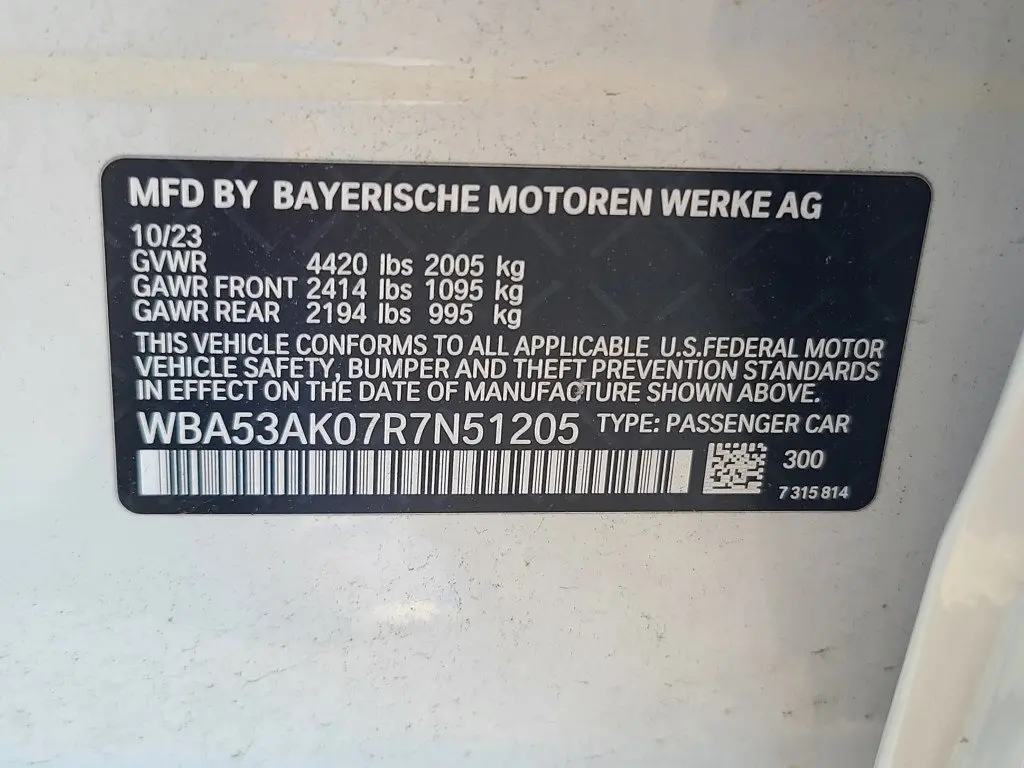 MFD BY BAYERISCHE MOTOREN WERKE AG
10/23
GVWR 4420 lbs 2005 kg
GAWR FRONT 2414 lbs 1095 kg
GAWR REAR 2194 lbs 995 kg
THIS VEHICLE CONFORMS TO ALL APPLICABLE U.S.FEDERAL MOTOR
VEHICLE SAFETY, BUMPER AND THEFT PREVENTION STANDARDS
IN EFFECT ON THE DATE OF MANUFACTURE SHOWN ABOVE.
WBA53AK07R7N51205 TYPE: PASSENGER CAR
300
7 315 814